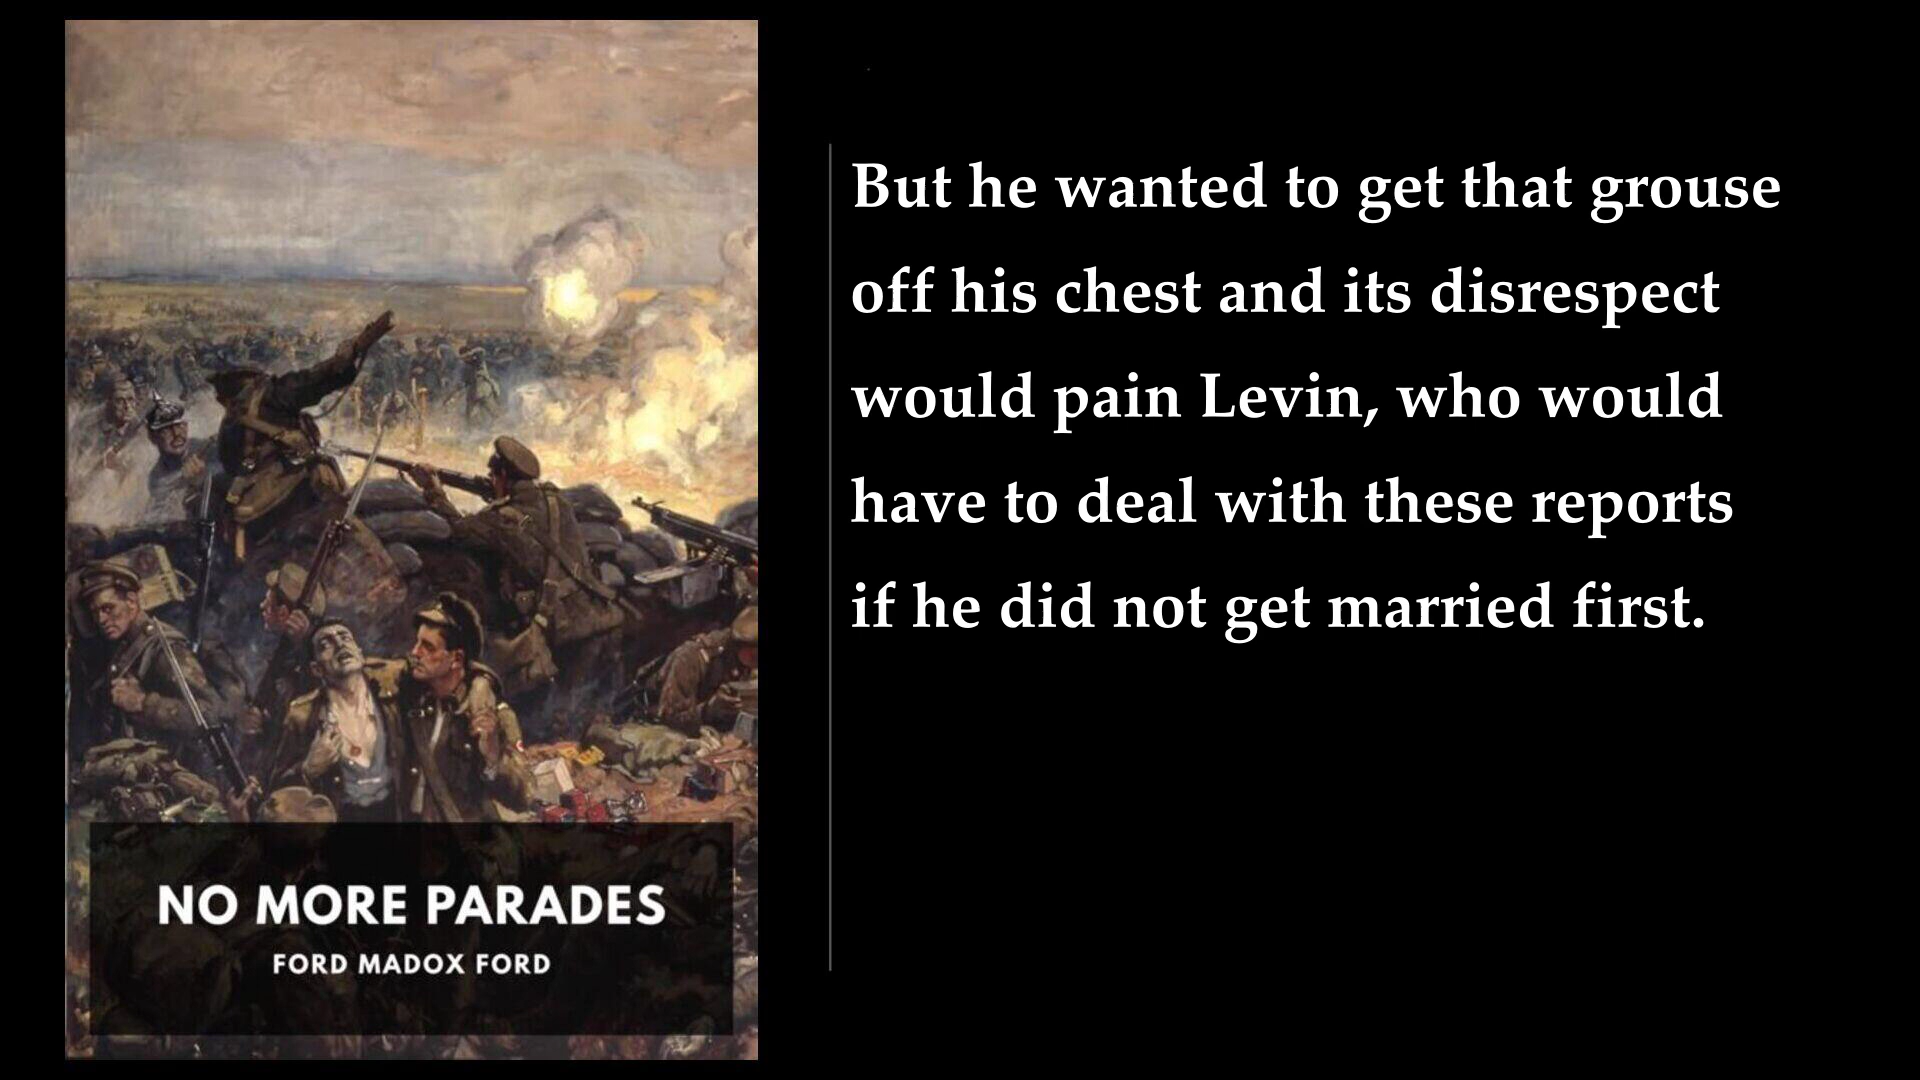 But he wanted to get that grouse
off his chest and its disrespect
would pain Levin, who would
have to deal with these reports
if he did not get married first.
NO MORE PARADES
FORD MADOX FORD